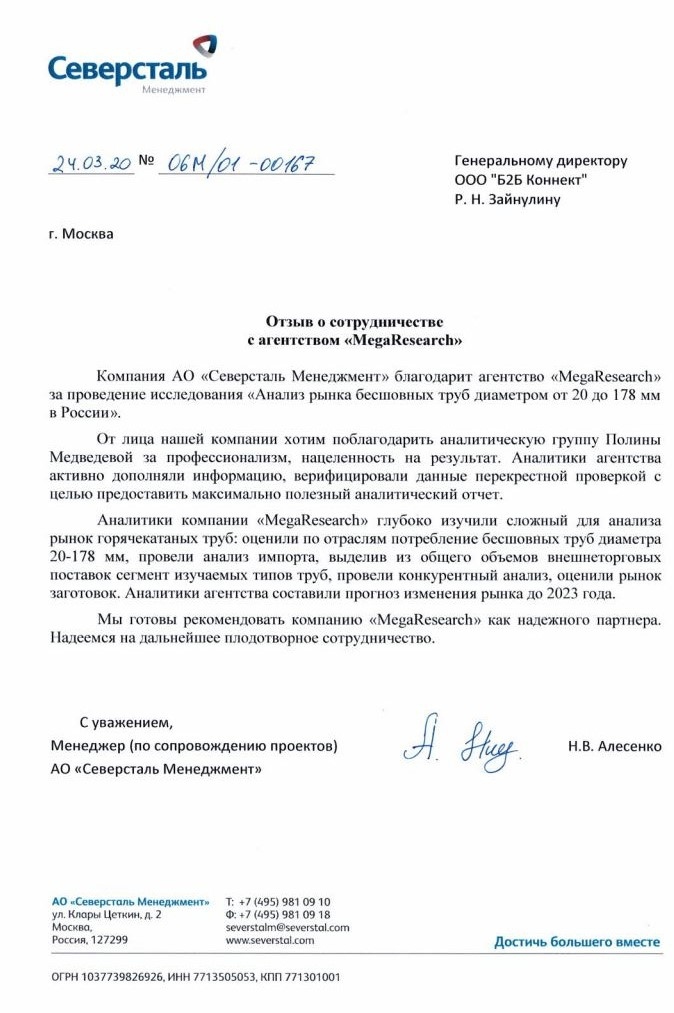 Северсталь
Менеджмент
24.03.20 № 06М/01-00167
Генеральному директору
ООО "Б2Б Коннект"
Р. Н. Зайнулину
г. Москва
Отзыв о сотрудничестве
с агентством «MegaResearch»
Компания АО «Северсталь Менеджмент» благодарит агентство «MegaResearch»
за проведение исследования «Анализ рынка бесшовных труб диаметром от 20 до 178 мм
в России».
От лица нашей компании хотим поблагодарить аналитическую группу Полины
Медведевой за профессионализм, нацеленность на результат. Аналитики агентства
активно дополняли информацию, верифицировали данные перекрестной проверкой с
целью предоставить максимально полезный аналитический отчет.
Аналитики компании «MegaResearch» глубоко изучили сложный для анализа
рынок горячекатаных труб: оценили по отраслям потребление бесшовных труб диаметра
20-178 мм, провели анализ импорта, выделив из общего объемов внешнеторговых
поставок сегмент изучаемых типов труб, провели конкурентный анализ, оценили рынок
заготовок. Аналитики агентства составили прогноз изменения рынка до 2023 года.
Мы готовы рекомендовать компанию «MegaResearch» как надежного партнера.
Надеемся на дальнейшее плодотворное сотрудничество.
С уважением,
Менеджер (по сопровождению проектов)
АО «Северсталь Менеджмент»
Н.В. Алесенко
АО «Северсталь Менеджмент»
ул. Клары Цеткин, д. 2
Москва,
Россия, 127299
Т: +7 (495) 981 09 10
Ф: +7 (495) 981 09 18
severstalm@severstal.com
www.severstal.com
Достичь большего вместе
ОГРН 1037739826926, ИНН 7713505053, КПП 771301001